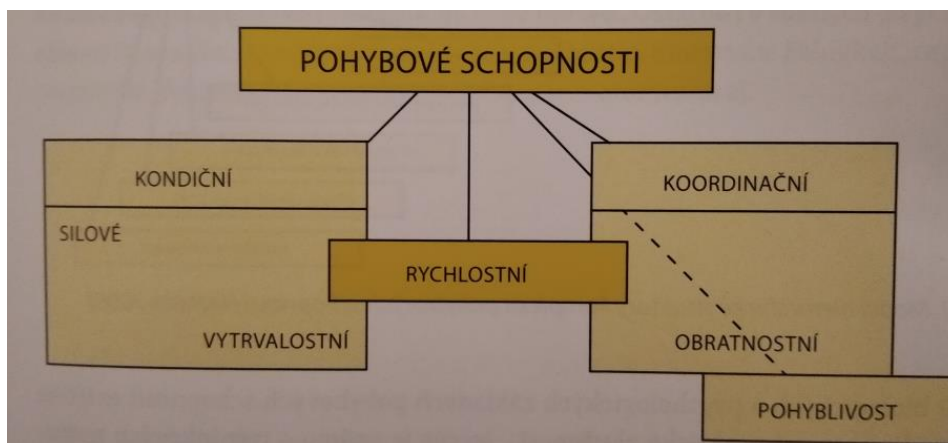 POHYBOVÉ SCHOPNOSTI
KONDIČNÍ
KOORDINAČNÍ
SILOVÉ
RYCHLOSTNÍ
VYTRVALOSTNÍ
OBRATNOSTNÍ
POHYBLIVOST